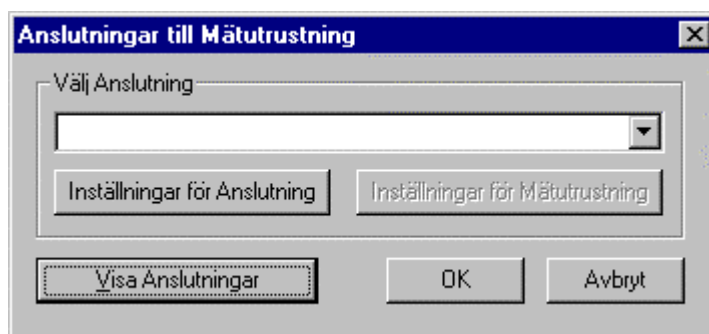 Anslutningar till Mätutrustning
Välj Anslutning
Inställningar för Anslutning
Inställningar för Mätutrustning
Visa Anslutningar
OK
Avbryt